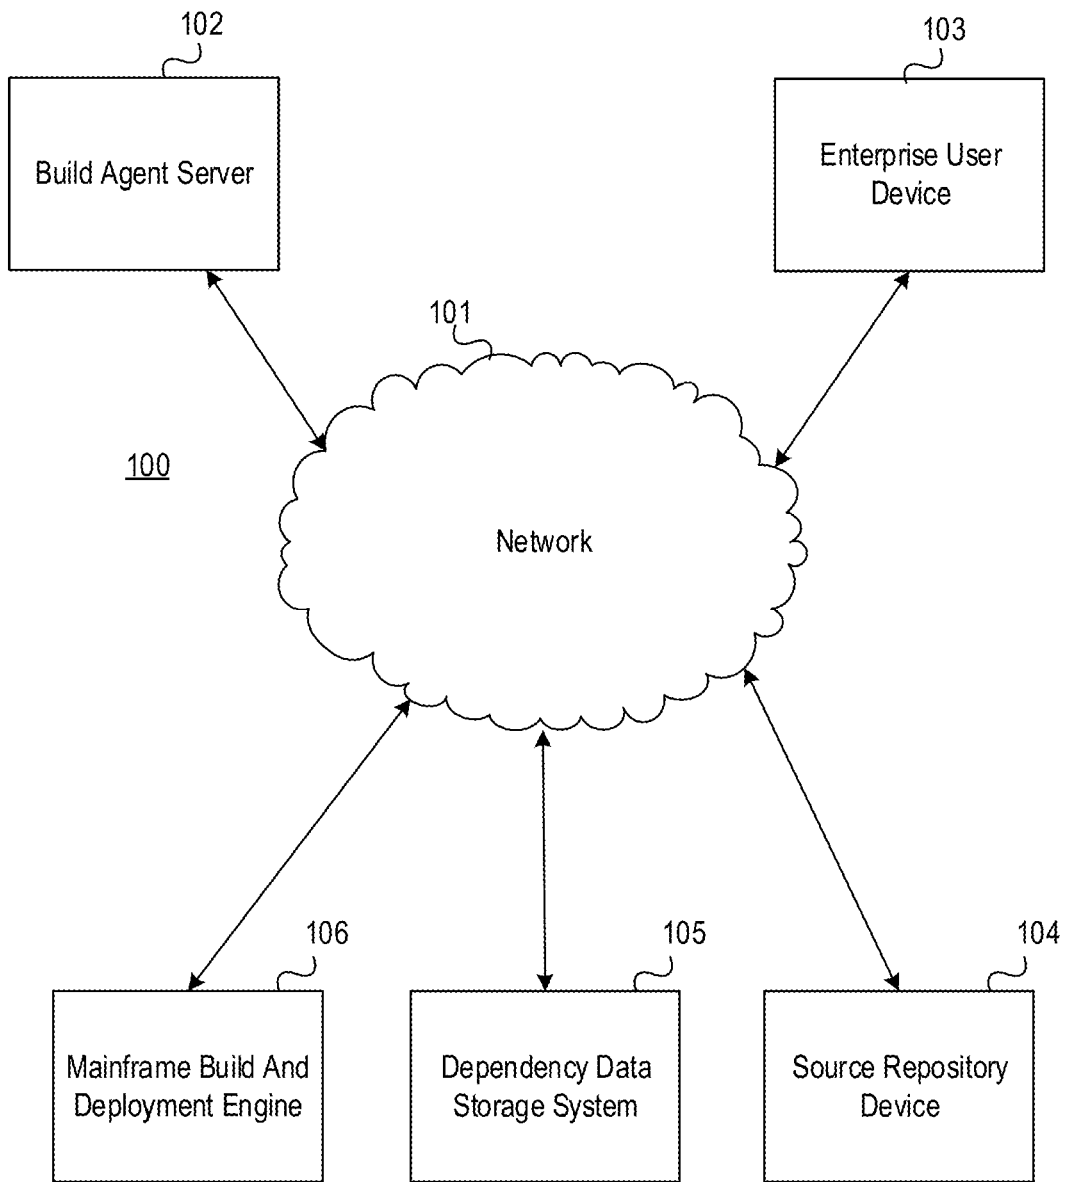 102
103
Build Agent Server
Enterprise User
Device
101
100
Network
106
105
104
Mainframe Build And
Deployment Engine
Dependency Data
Storage System
Source Repository
Device